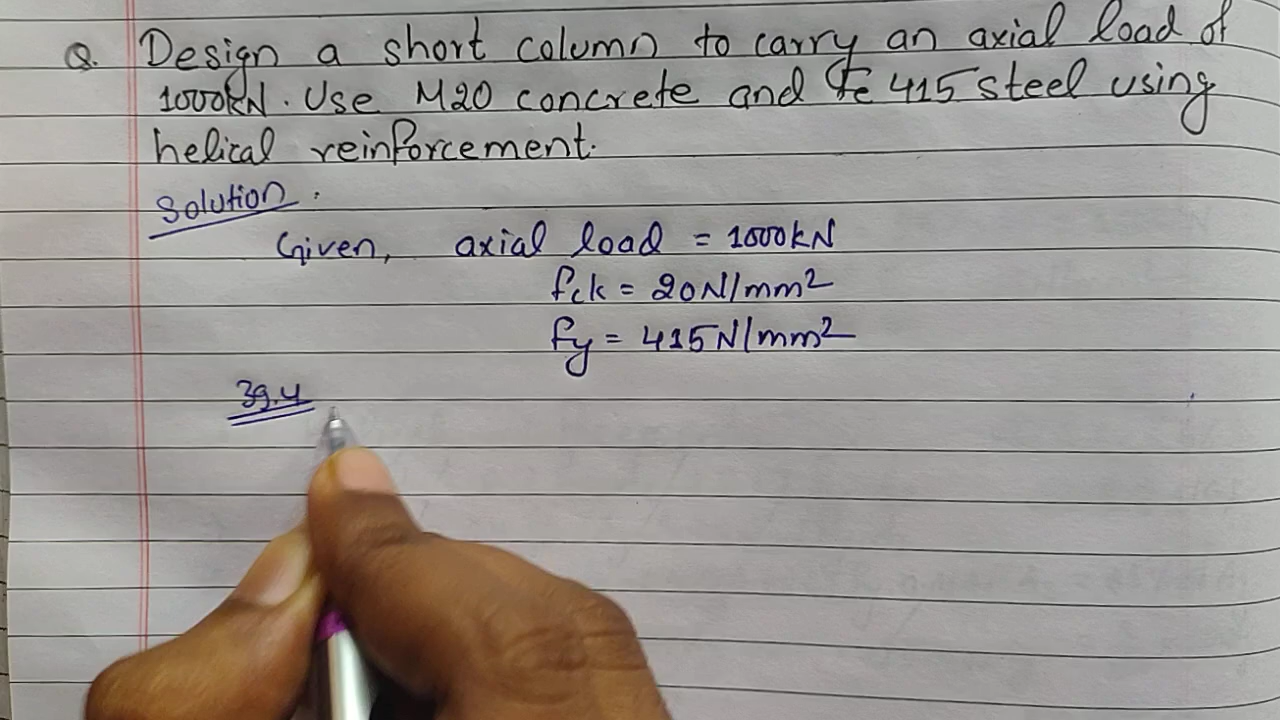 Q. Design a short column to carry an axial load of
1000kN. Use M20 concrete and Fe 415 steel using
helical reinforcement.
Solution.
Given, axial load = 1000kN
fck = 20N/mm2
fy = 415N/mm2
39.4